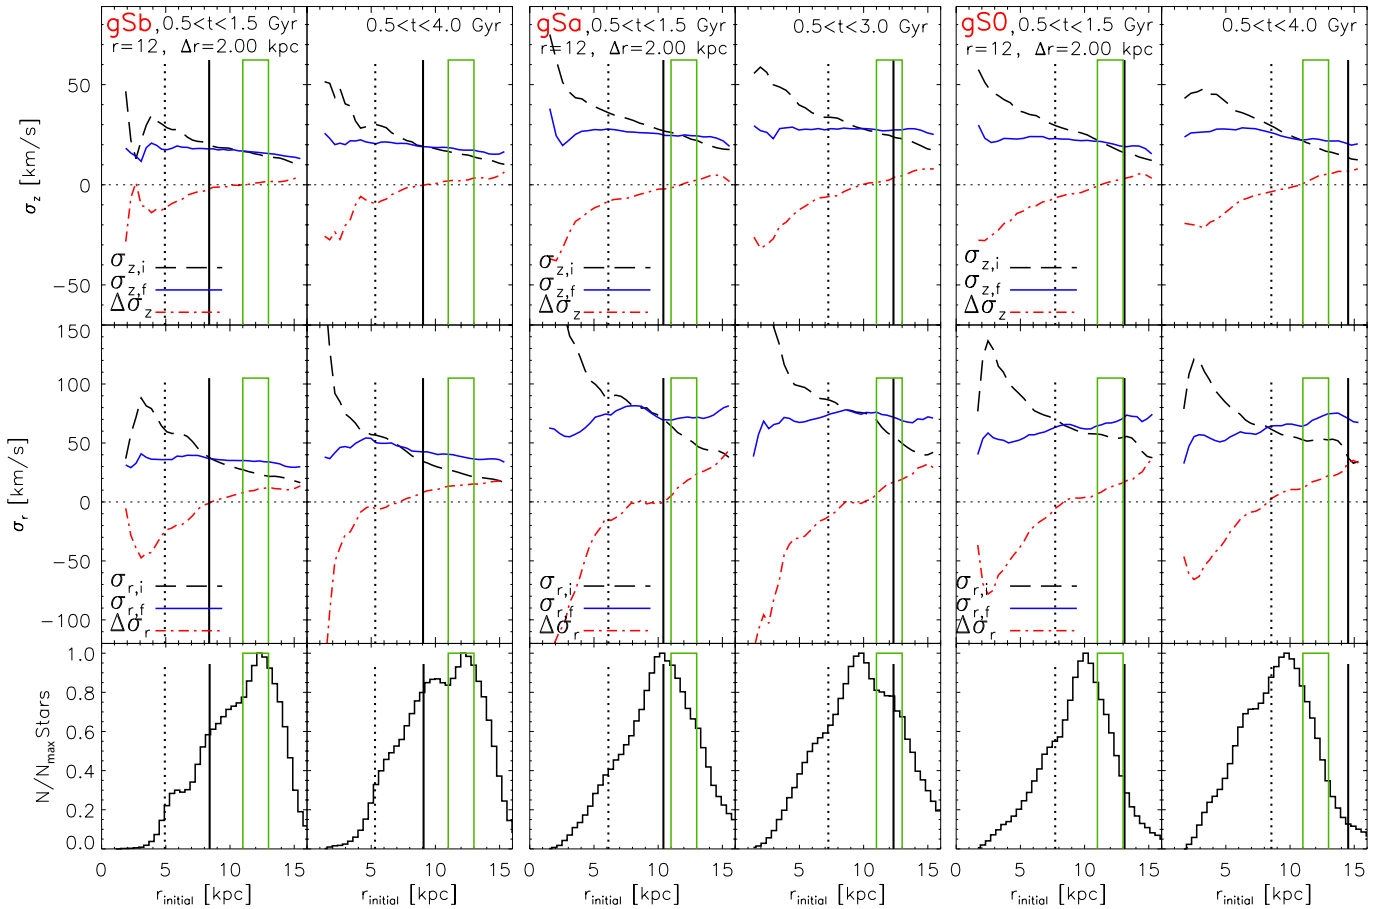 gSb, 0.5<t<1.5 Gyr
r=12, Δr=2.00 kpc
0.5<t<4.0 Gyr
gSa, 0.5<t<1.5 Gyr
r=12, Δr=2.00 kpc
0.5<t<3.0 Gyr
gS0, 0.5<t<1.5 Gyr
r=12, Δr=2.00 kpc
0.5<t<4.0 Gyr
σz [km/s]
50
0
−50
σz,i
σz,f
Δσz
σz,i
σz,f
Δσz
σz,i
σz,f
Δσz
σr [km/s]
150
100
50
0
−50
−100
σr,i
σr,f
Δσr
σr,i
σr,f
Δσr
σr,i
σr,f
Δσr
N/Nmax Stars
1.0
0.8
0.6
0.4
0.2
0.0
0 5 10 15 5 10 15 0 5 10 15 5 10 15 0 5 10 15 5 10 15
rinitial [kpc] rinitial [kpc] rinitial [kpc] rinitial [kpc] rinitial [kpc] rinitial [kpc]